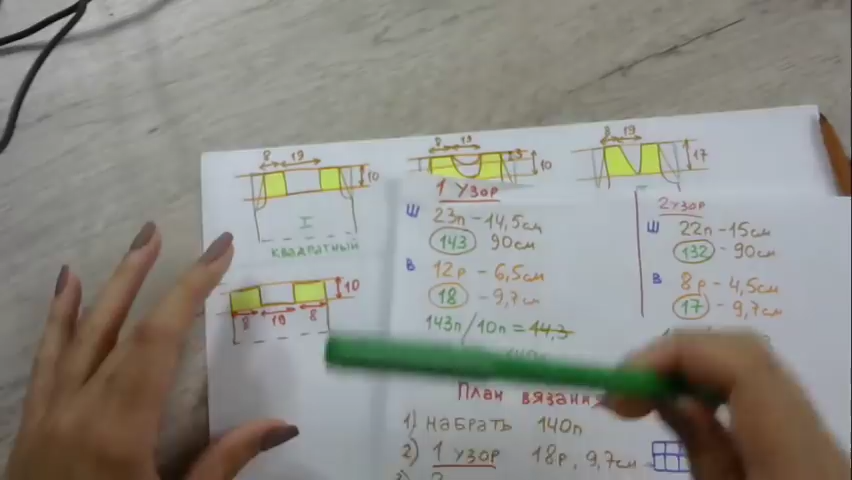 8 19
10
I
квадратный
10
8 19 8
8 19
10
8 19
17
1 узор
Ш 23п - 14,5см
143 90см
В 12р - 6,5см
18 - 9,7см
143п/10п = 14,3
План вязания
1) набрать 140п
2) 1 узор 18р, 9,7см
2 узор
Ш 22п - 15см
132 - 90см
В 8р - 4,5см
17 - 9,7см